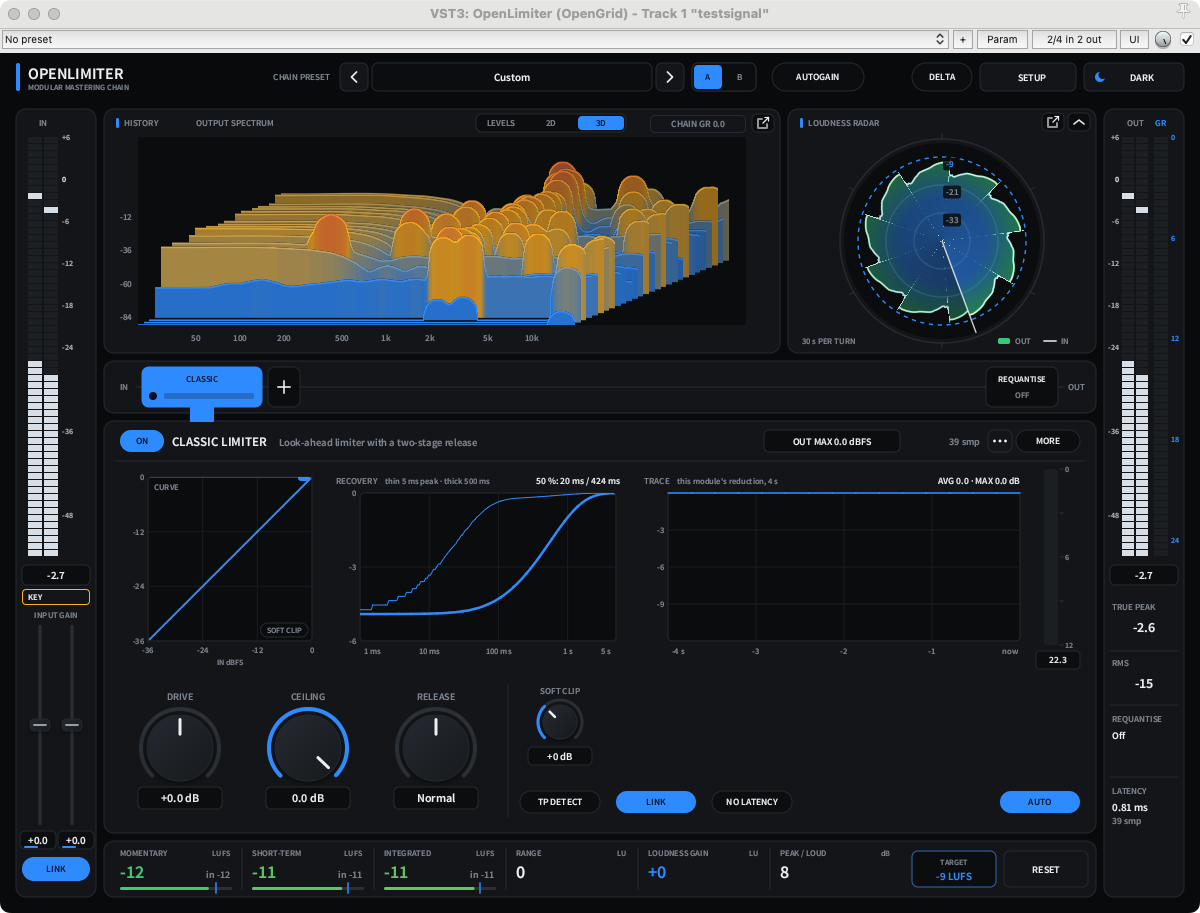 VST3: OpenLimiter (OpenGrid) - Track 1 "testsignal"
No preset
+ Param 2/4 in 2 out UI
OPENLIMITER
MODULAR MASTERING CHAIN
CHAIN PRESET
Custom
A B
AUTOGAIN
DELTA
SETUP
DARK
IN
+6
0
-6
-12
-18
-24
-36
-48
-2.7
KEY
INPUT GAIN
+0.0 +0.0
LINK
HISTORY OUTPUT SPECTRUM
LEVELS 2D 3D
CHAIN GR 0.0
-12
-36
-60
-84
50 100 200 500 1k 2k 5k 10k
LOUDNESS RADAR
-9
-21
-33
30 s PER TURN
OUT IN
IN
CLASSIC
+
REQUANTISE
OFF
OUT
ON
CLASSIC LIMITER
Look-ahead limiter with a two-stage release
OUT MAX 0.0 dBFS
39 smp
MORE
CURVE
0
-12
-24
-36
-36 -24 -12 0
IN dBFS
SOFT CLIP
RECOVERY thin 5 ms peak · thick 500 ms
50 %: 20 ms / 424 ms
0
-3
-6
1 ms 10 ms 100 ms 1 s 5 s
TRACE this module's reduction, 4 s
AVG 0.0 · MAX 0.0 dB
-3
-6
-9
-4 s -3 -2 -1 now
0
6
12
22.3
DRIVE
+0.0 dB
CEILING
0.0 dB
RELEASE
Normal
SOFT CLIP
+0 dB
TP DETECT
LINK
NO LATENCY
AUTO
MOMENTARY LUFS
-12 in -12
SHORT-TERM LUFS
-11 in -11
INTEGRATED LUFS
-11 in -11
RANGE LU
0
LOUDNESS GAIN LU
+0
PEAK / LOUD dB
8
TARGET
-9 LUFS
RESET
OUT GR
+6 0
0
-6 6
-12
-18 12
-24
-36 18
-48
24
-2.7
TRUE PEAK
-2.6
RMS
-15
REQUANTISE
Off
LATENCY
0.81 ms
39 smp